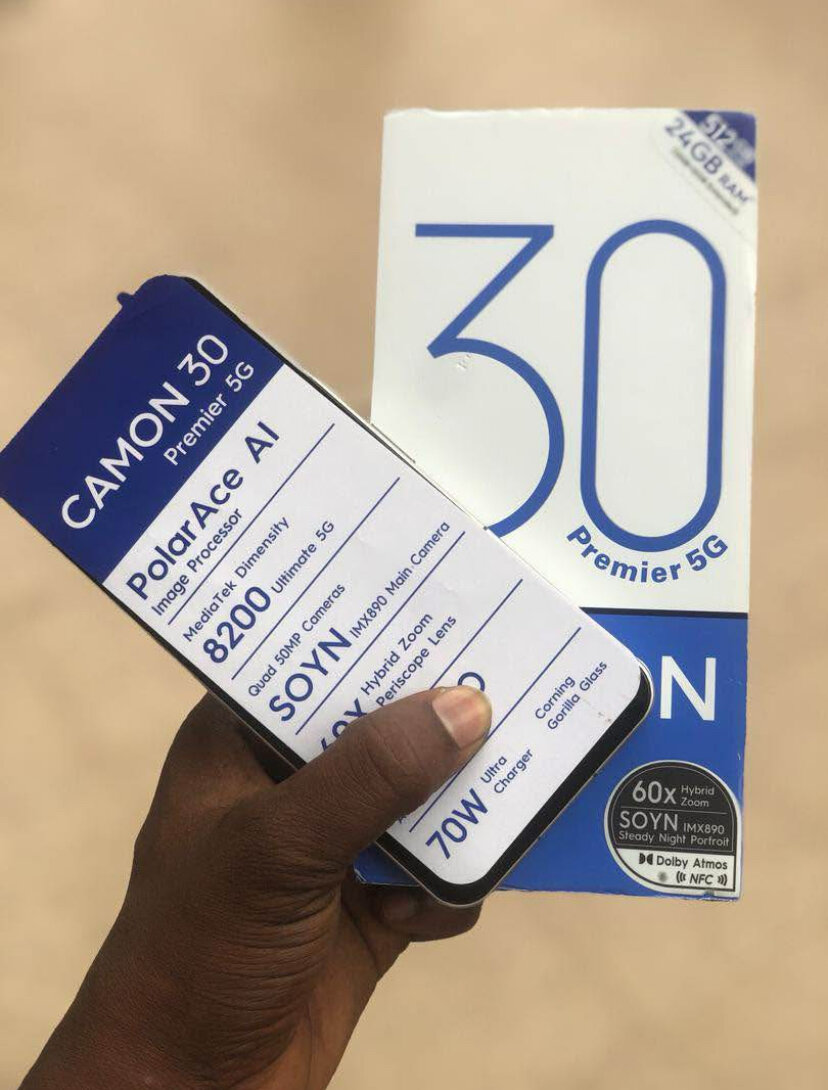 512GB
24GB RAM
30
Premier 5G
N
60x Hybrid
Zoom
SOYN IMX890
Steady Night Portrait
Dolby Atmos
NFC
CAMON 30
Premier 5G
PolarAce AI
Image Processor
MediaTek Dimensity
8200 Ultimate 5G
Quad 50MP Cameras
SOYN IMX890 Main Camera
60X Hybrid Zoom
Periscope Lens
70W Ultra
Charger
Corning
Gorilla Glass